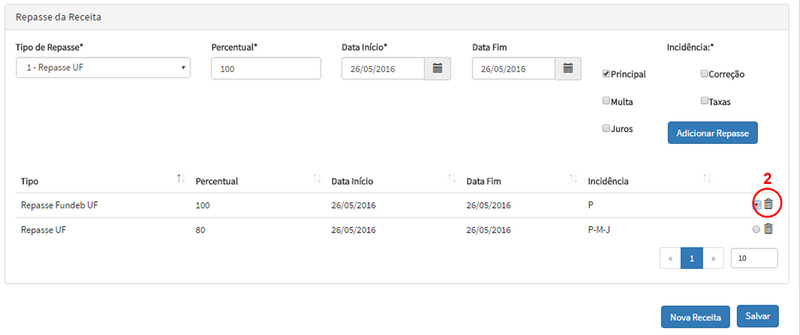 Repasse da Receita
Tipo de Repasse* Percentual* Data Início* Data Fim Incidência:*
1 - Repasse UF 100 26/05/2016 26/05/2016
Principal Correção
Multa Taxas
Juros Adicionar Repasse
2
Tipo Percentual Data Início Data Fim Incidência
Repasse Fundeb UF 100 26/05/2016 26/05/2016 P
Repasse UF 80 26/05/2016 26/05/2016 P-M-J
« 1 » 10
Nova Receita Salvar